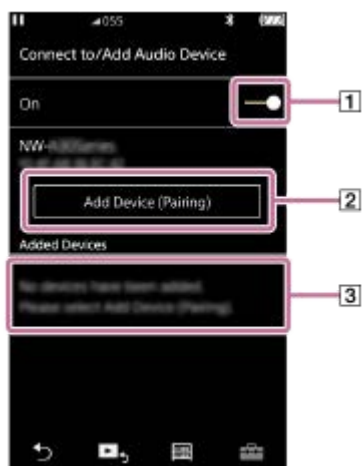 055
Connect to/Add Audio Device
On
1
NW-
Add Device (Pairing)
2
Added Devices
No devices have been added.
Please select Add Device (Pairing).
3